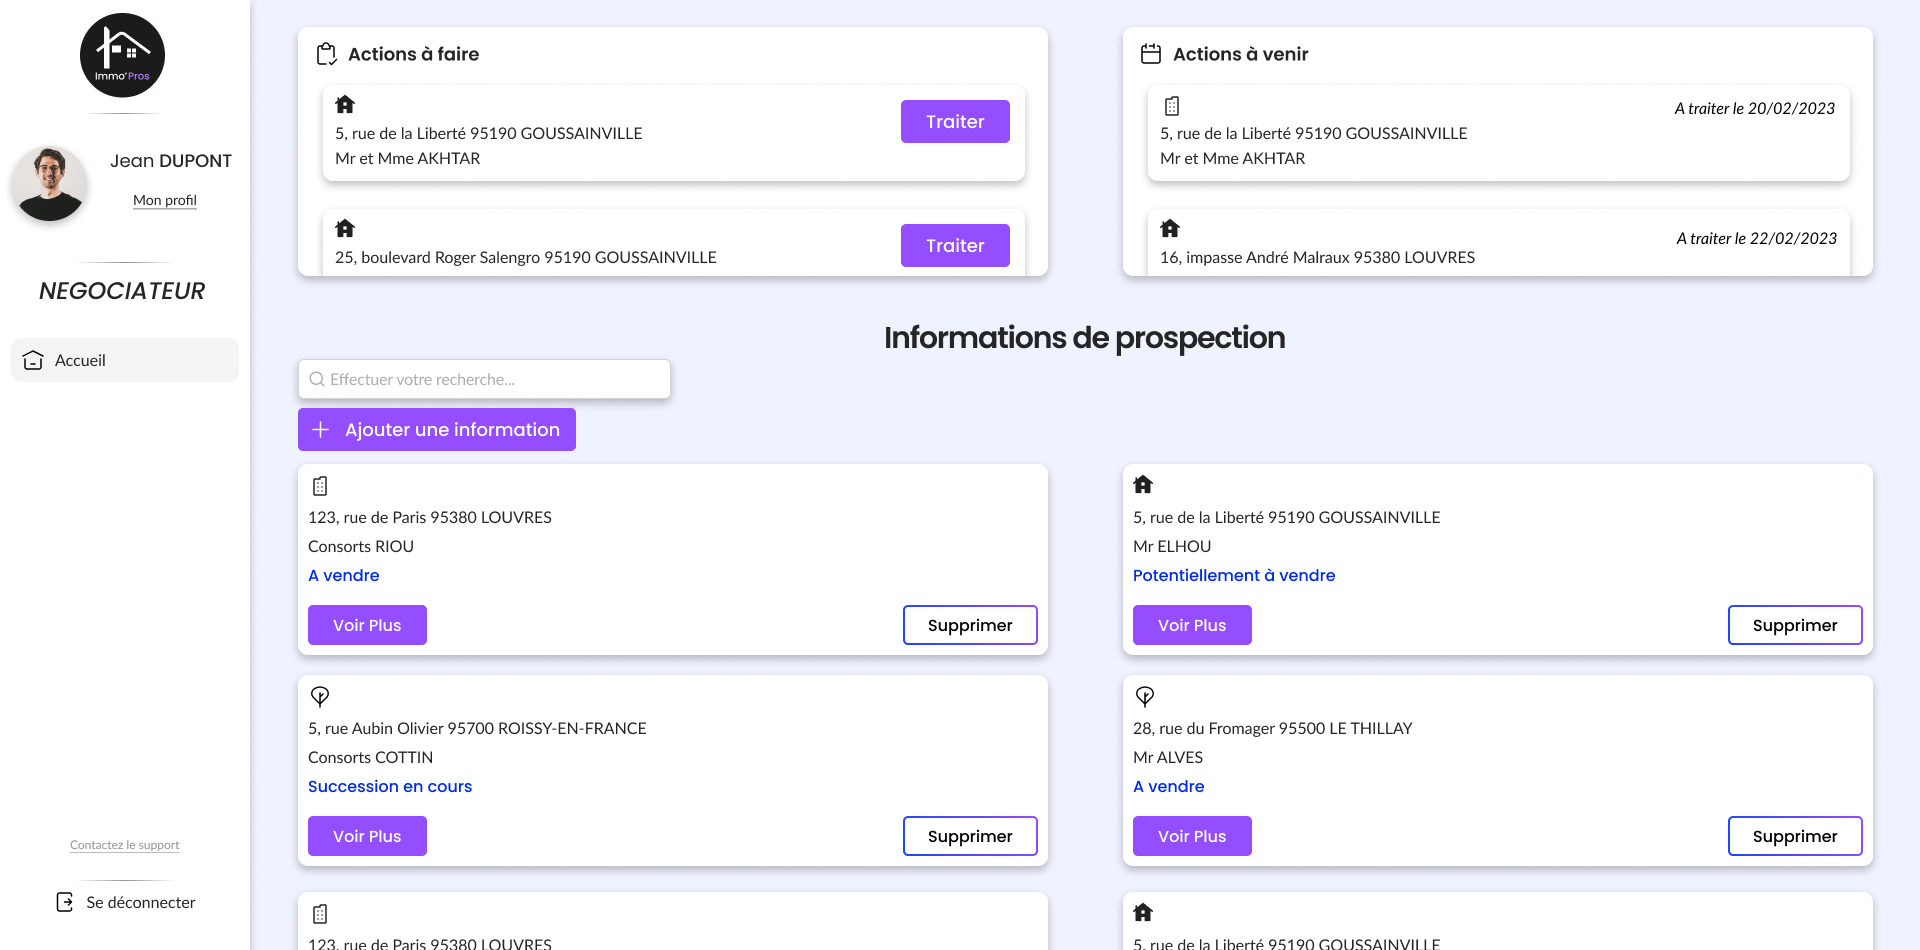 Immo'Pros
Jean DUPONT
Mon profil
NEGOCIATEUR
Accueil
Contactez le support
Se déconnecter
Actions à faire
5, rue de la Liberté 95190 GOUSSAINVILLE
Mr et Mme AKHTAR
Traiter
25, boulevard Roger Salengro 95190 GOUSSAINVILLE
Traiter
Actions à venir
A traiter le 20/02/2023
5, rue de la Liberté 95190 GOUSSAINVILLE
Mr et Mme AKHTAR
A traiter le 22/02/2023
16, impasse André Malraux 95380 LOUVRES
Informations de prospection
Effectuer votre recherche...
Ajouter une information
123, rue de Paris 95380 LOUVRES
Consorts RIOU
A vendre
Voir Plus
Supprimer
5, rue de la Liberté 95190 GOUSSAINVILLE
Mr ELHOU
Potentiellement à vendre
Voir Plus
Supprimer
5, rue Aubin Olivier 95700 ROISSY-EN-FRANCE
Consorts COTTIN
Succession en cours
Voir Plus
Supprimer
28, rue du Fromager 95500 LE THILLAY
Mr ALVES
A vendre
Voir Plus
Supprimer
123, rue de Paris 95380 LOUVRES
5, rue de la Liberté 95190 GOUSSAINVILLE